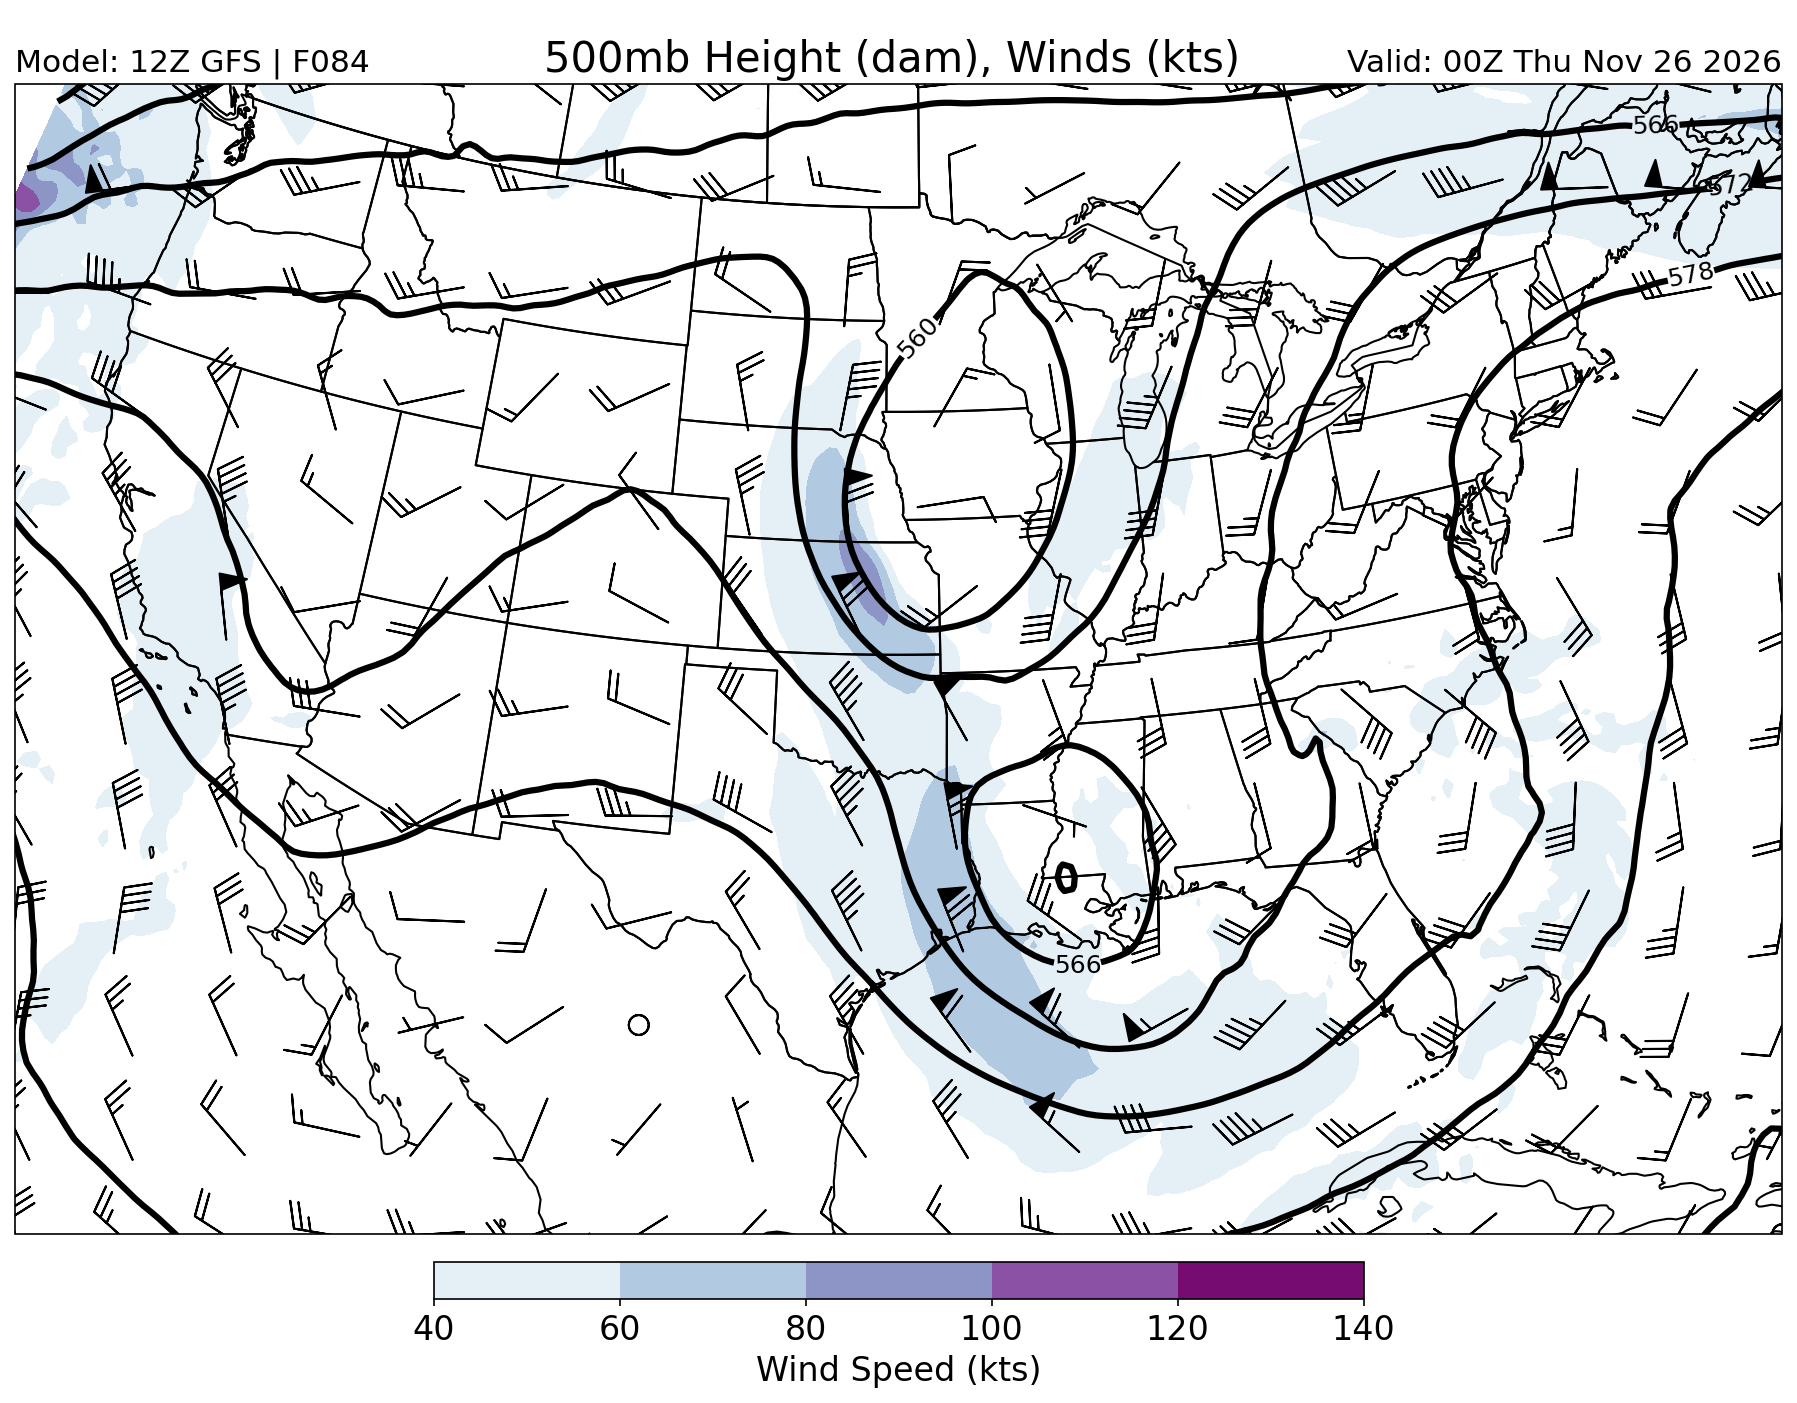 Model: 12Z GFS | F084
500mb Height (dam), Winds (kts)
Valid: 00Z Thu Nov 26 2026
566
572
578
560
566
40 60 80 100 120 140
Wind Speed (kts)